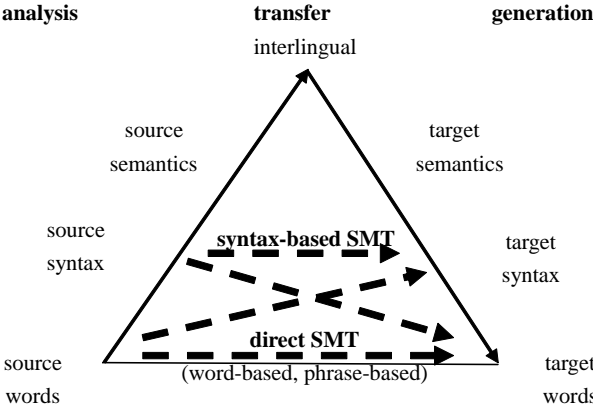 analysis transfer generation
interlingual
source
semantics
target
semantics
source
syntax
syntax-based SMT
target
syntax
direct SMT
(word-based, phrase-based)
source
words
target
words